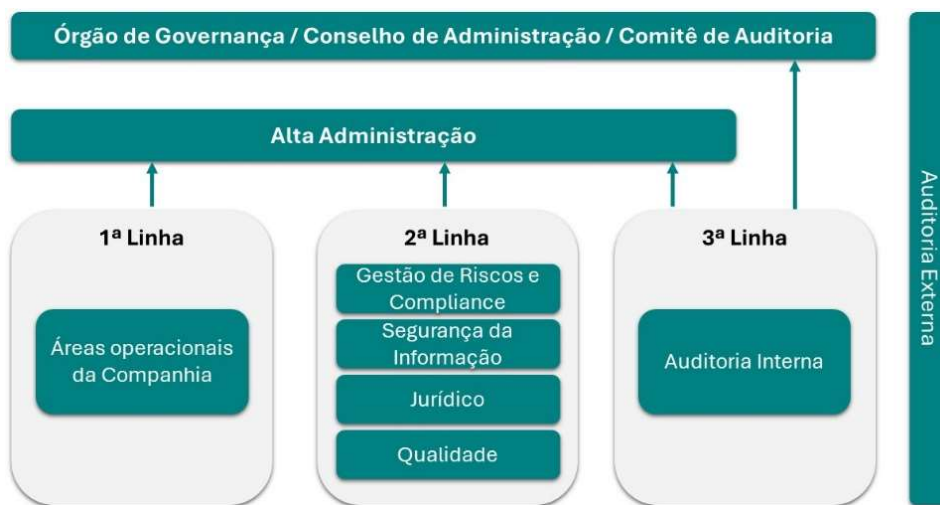 Órgão de Governança / Conselho de Administração / Comitê de Auditoria
Alta Administração
1ª Linha
Áreas operacionais
da Companhia
2ª Linha
Gestão de Riscos e
Compliance
Segurança da
Informação
Jurídico
Qualidade
3ª Linha
Auditoria Interna
Auditoria Externa